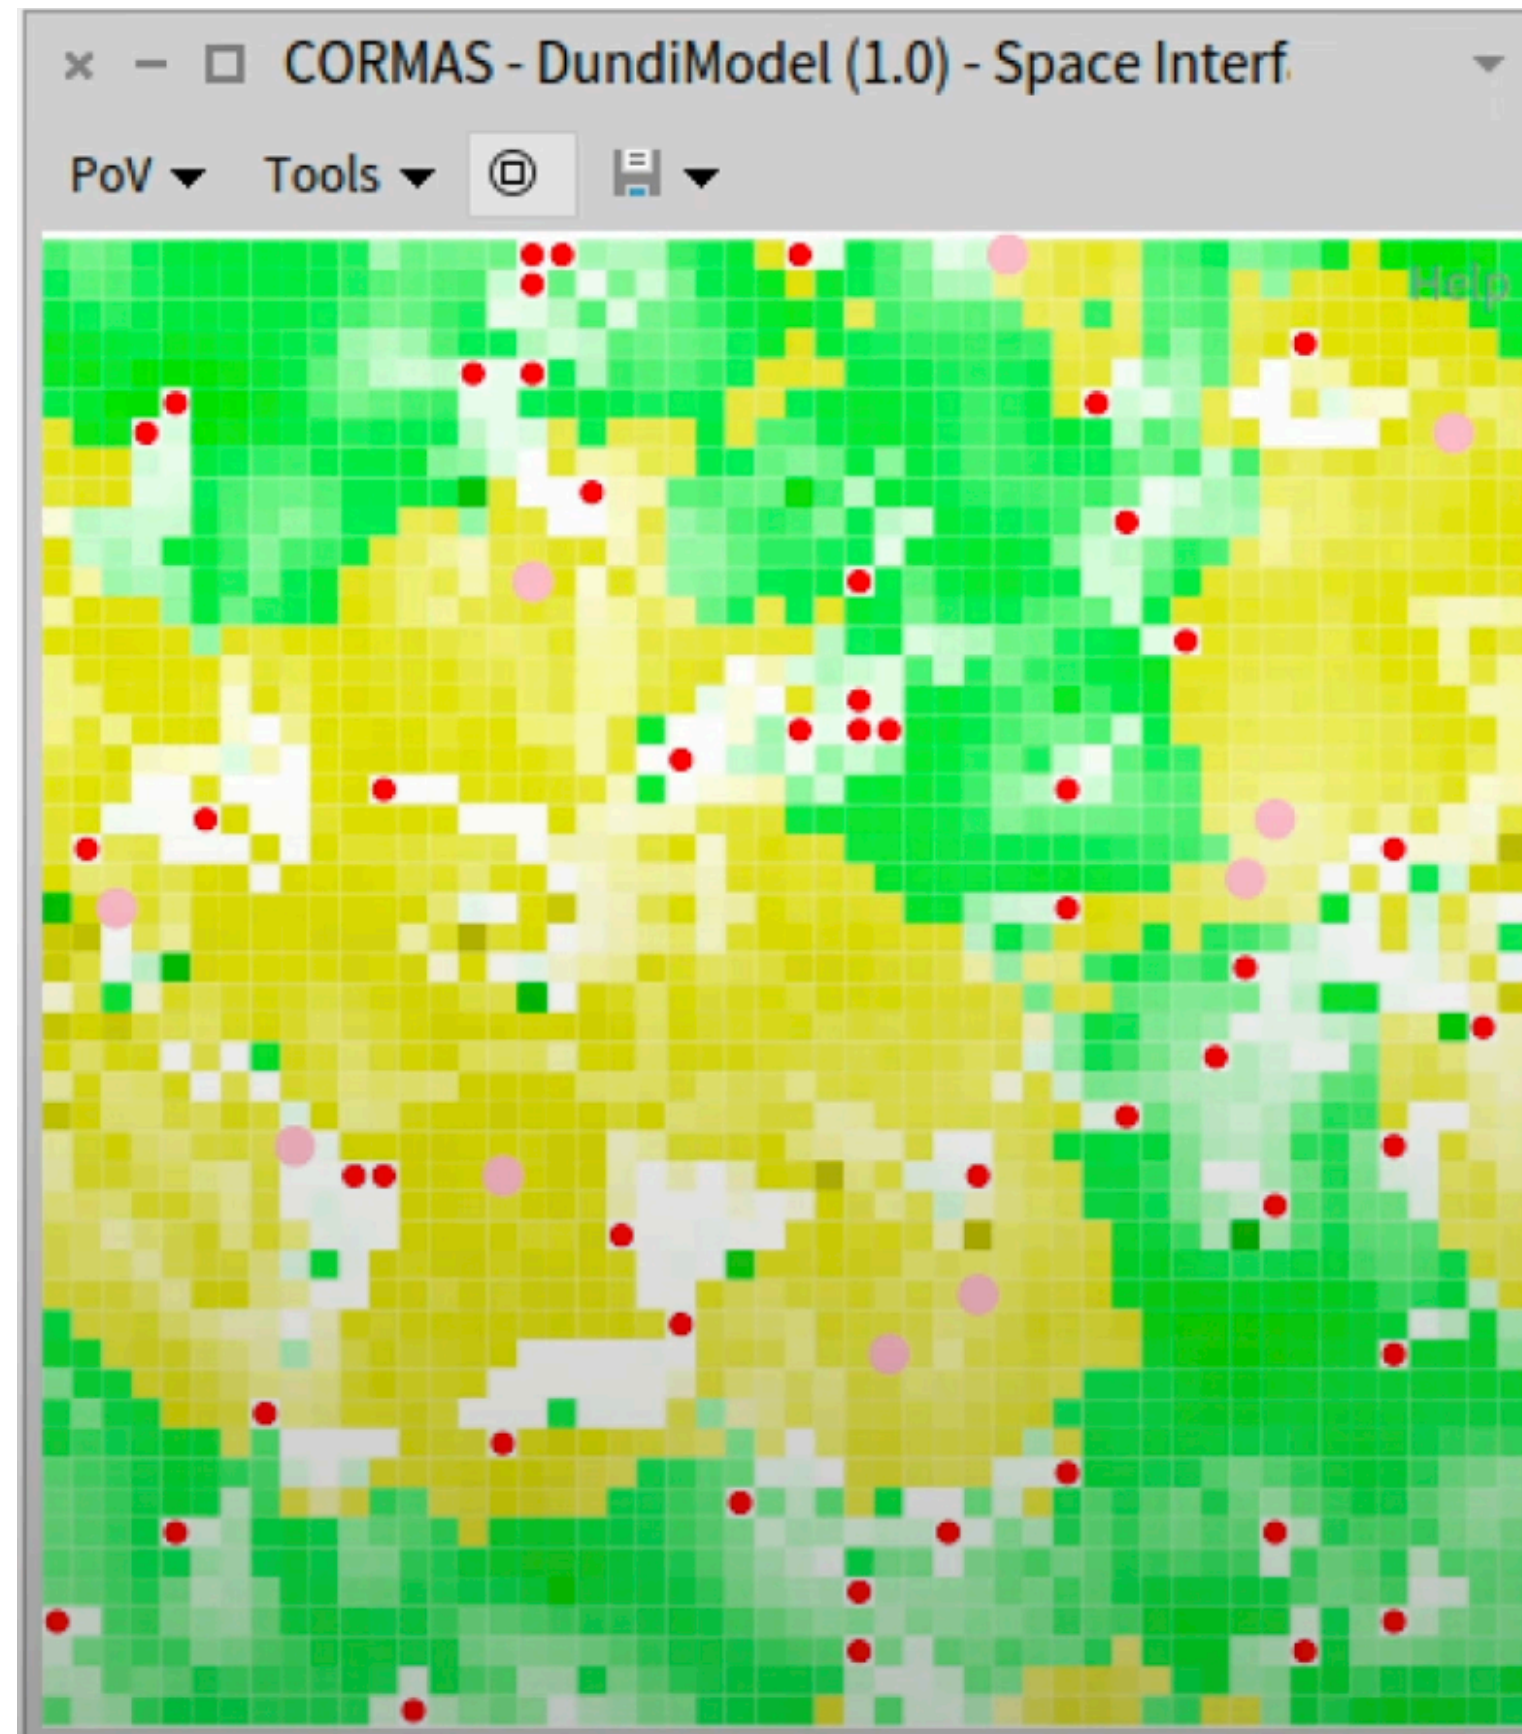 CORMAS - DundiModel (1.0) - Space Interf
PoV Tools
Help